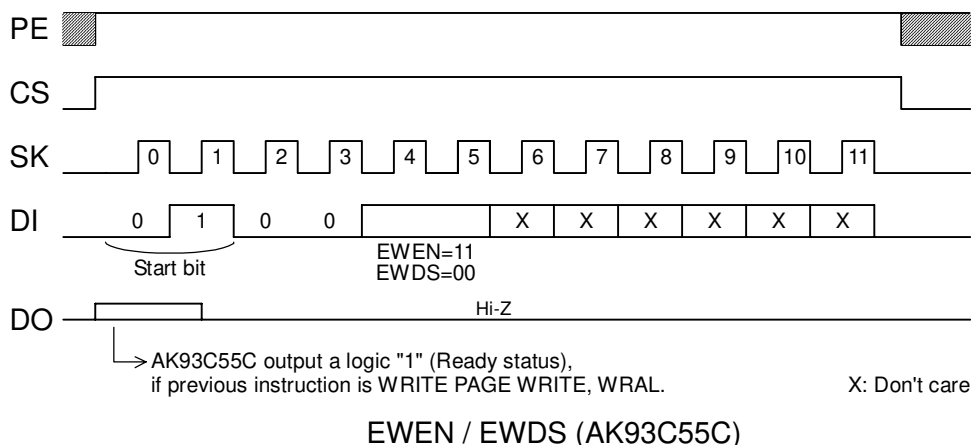 PE
CS
SK 0 1 2 3 4 5 6 7 8 9 10 11
DI 0 1 0 0 X X X X X X
Start bit
EWEN=11
EWDS=00
DO Hi-Z
AK93C55C output a logic "1" (Ready status),
if previous instruction is WRITE PAGE WRITE, WRAL.
X: Don't care
EWEN / EWDS (AK93C55C)